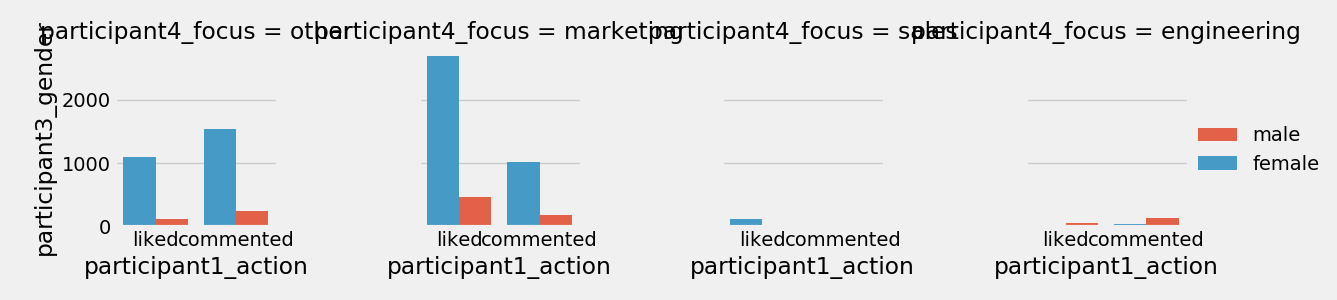 participant4_focus = other
participant4_focus = marketing
participant4_focus = sales
participant4_focus = engineering
participant3_gender
2000
1000
0
liked commented
liked commented
liked commented
liked commented
participant1_action
participant1_action
participant1_action
participant1_action
male
female